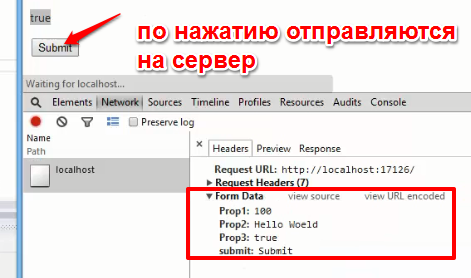 true
по нажатию отправляются
на сервер
Submit
Waiting for localhost...
Elements Network Sources Timeline Profiles Resources Audits Console
Preserve log
Name
Path
× Headers Preview Response
localhost
Request URL: http://localhost:17126/
▶ Request Headers (7)
▼ Form Data view source view URL encoded
Prop1: 100
Prop2: Hello Woeld
Prop3: true
submit: Submit